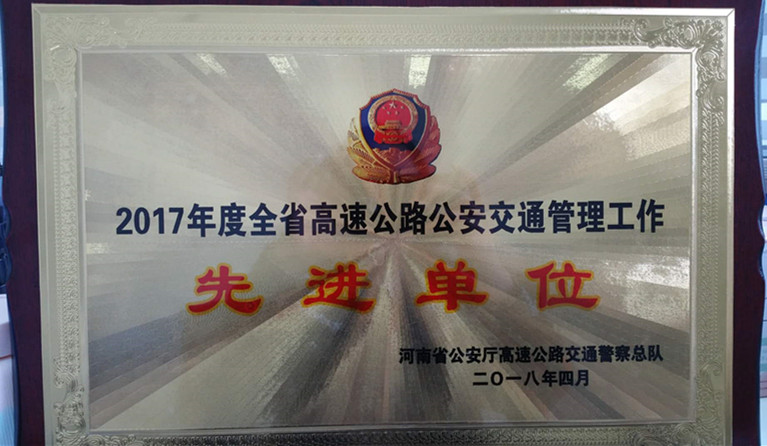 2017年度全省高速公路公安交通管理工作
先进单位
河南省公安厅高速公路交通警察总队
二〇一八年四月